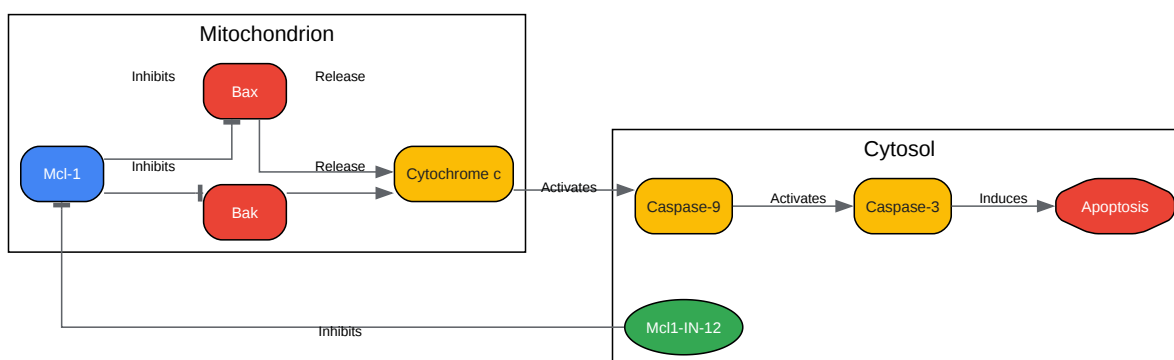 Mitochondrion
Inhibits
Bax
Release
Mcl-1
Inhibits
Bak
Release
Cytochrome c
Activates
Cytosol
Caspase-9
Activates
Caspase-3
Induces
Apoptosis
Inhibits
Mcl1-IN-12